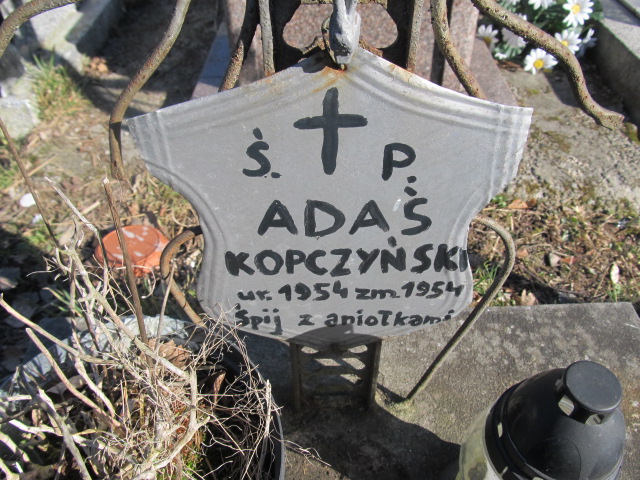 Ś. P.
ADAŚ
KOPCZYŃSKI
ur. 1954 zm. 1954
Śpij z aniołkami